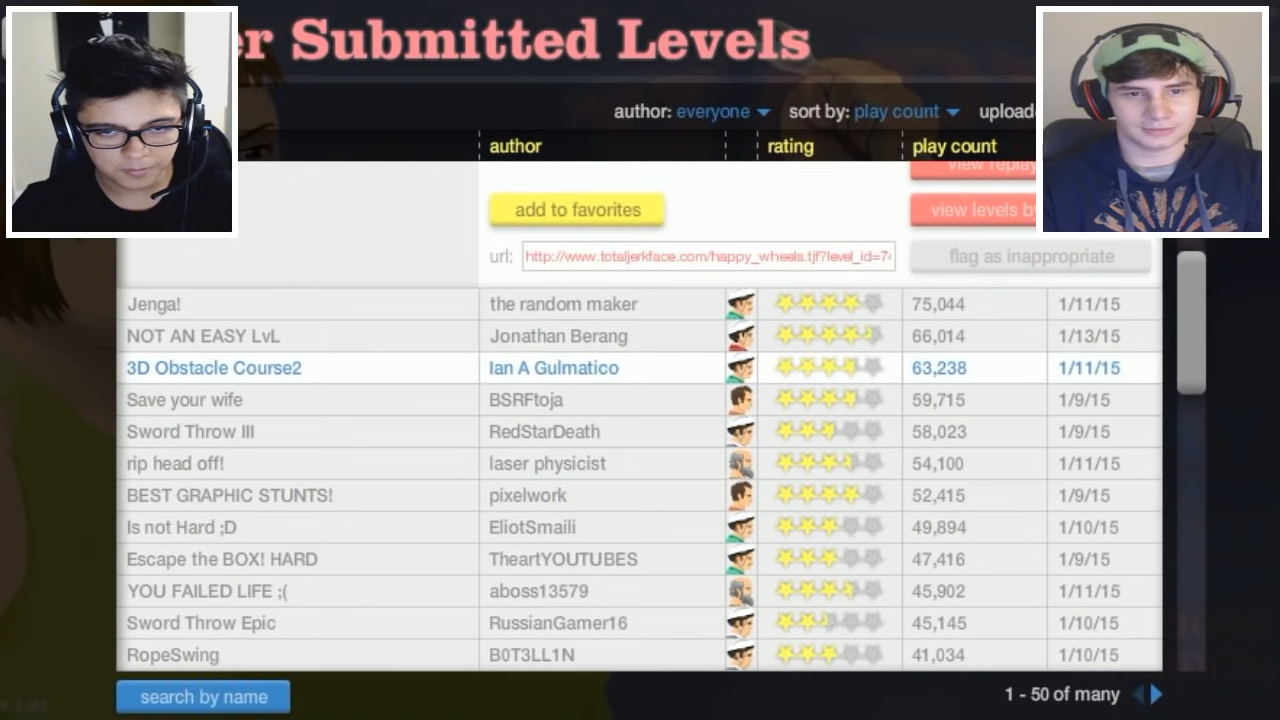 er Submitted Levels
author: everyone sort by: play count upload
author rating play count
view replay
add to favorites view levels b
url: http://www.totaljerkface.com/happy_wheels.tjf?level_id=7 flag as inappropriate
Jenga! the random maker 75,044 1/11/15
NOT AN EASY LvL Jonathan Berang 66,014 1/13/15
3D Obstacle Course2 Ian A Gulmatico 63,238 1/11/15
Save your wife BSRFtoja 59,715 1/9/15
Sword Throw III RedStarDeath 58,023 1/9/15
rip head off! laser physicist 54,100 1/11/15
BEST GRAPHIC STUNTS! pixelwork 52,415 1/9/15
Is not Hard ;D EliotSmaili 49,894 1/10/15
Escape the BOX! HARD TheartYOUTUBES 47,416 1/9/15
YOU FAILED LIFE ;( aboss13579 45,902 1/11/15
Sword Throw Epic RussianGamer16 45,145 1/10/15
RopeSwing B0T3LL1N 41,034 1/10/15
search by name 1 - 50 of many